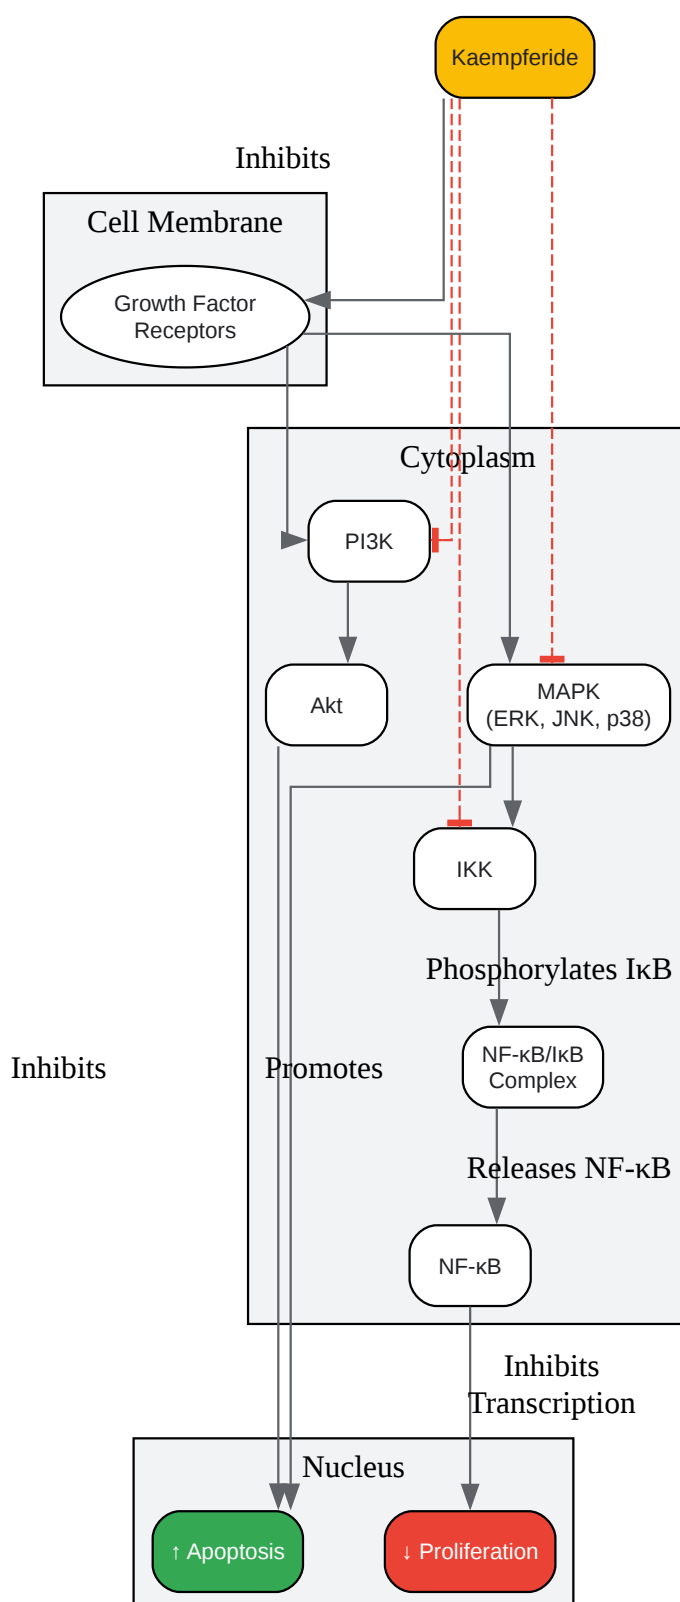 Kaempferide
Inhibits
Cell Membrane
Growth Factor
Receptors
Cytoplasm
PI3K
Akt
MAPK
(ERK, JNK, p38)
IKK
Phosphorylates IκB
NF-κB/IκB
Complex
Inhibits
Promotes
Releases NF-κB
NF-κB
Inhibits
Transcription
Nucleus
↑ Apoptosis
↓ Proliferation